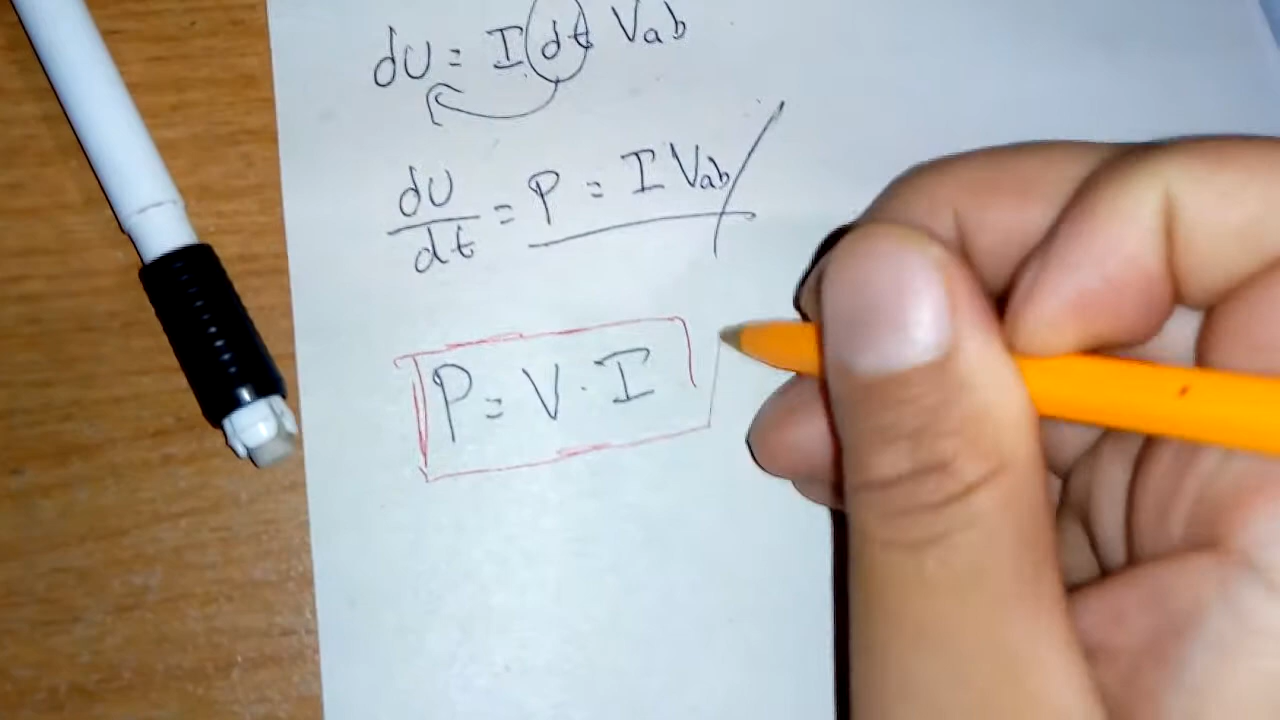 dU = I dt Vab
dU/dt = P = I Vab
P = V · I